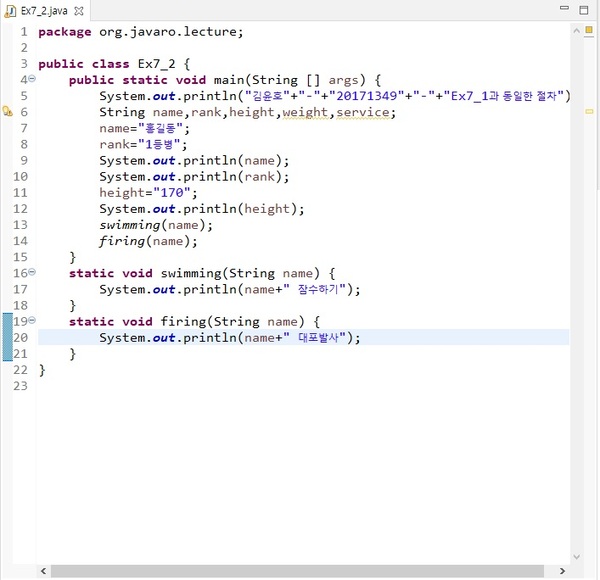 Ex7_2.java
1 package org.javaro.lecture;
2
3 public class Ex7_2 {
4 public static void main(String [] args) {
5 System.out.println("김윤호"+"-"+"20171349"+"-"+"Ex7_1과 동일한 절차")
6 String name,rank,height,weight,service;
7 name="홍길동";
8 rank="1등병";
9 System.out.println(name);
10 System.out.println(rank);
11 height="170";
12 System.out.println(height);
13 swimming(name);
14 firing(name);
15 }
16 static void swimming(String name) {
17 System.out.println(name+" 잠수하기");
18 }
19 static void firing(String name) {
20 System.out.println(name+" 대포발사");
21 }
22 }
23